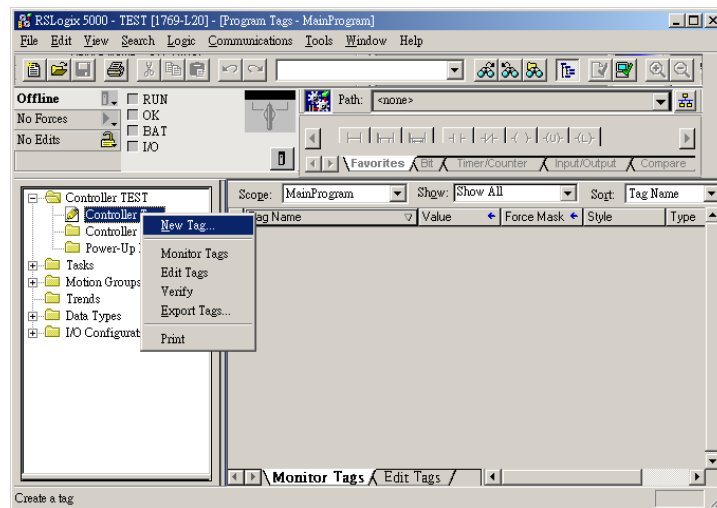 RSLogix 5000 - TEST [1769-L20] - [Program Tags - MainProgram]
File Edit View Search Logic Communications Tools Window Help
Offline
RUN
Path: <none>
No Forces
OK
No Edits
BAT
I/O
Favorites Bit Timer/Counter Input/Output Compare
Controller TEST
Controller
Controller
Power-Up
Tasks
Motion Groups
Trends
Data Types
I/O Configurat
New Tag...
Monitor Tags
Edit Tags
Verify
Export Tags...
Print
Scope: MainProgram Show: Show All Sort: Tag Name
Tag Name Value Force Mask Style Type
Monitor Tags Edit Tags
Create a tag